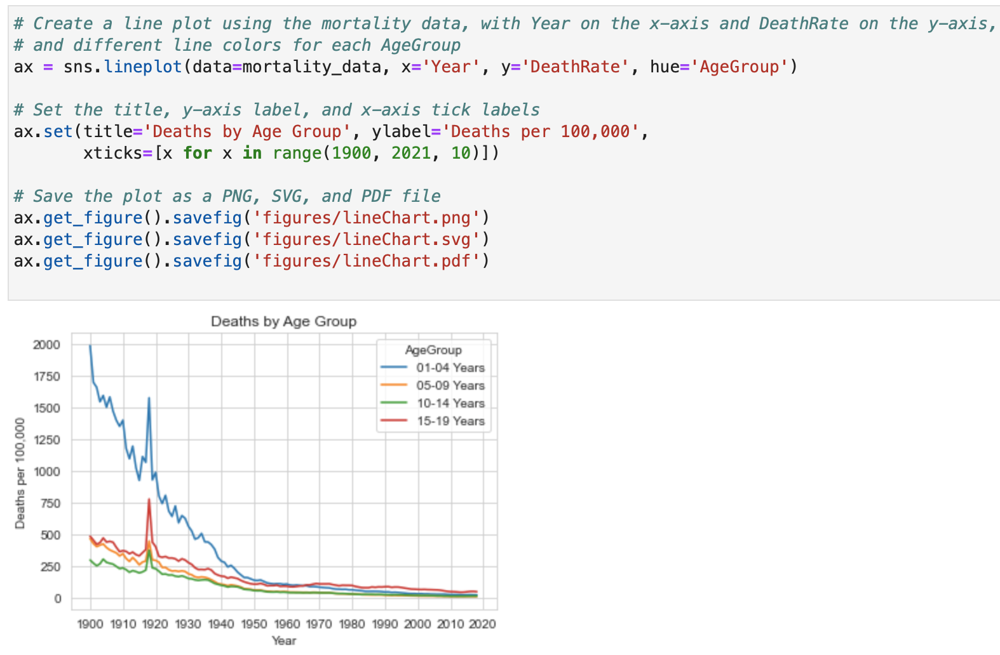 # Create a line plot using the mortality data, with Year on the x-axis and DeathRate on the y-axis,
# and different line colors for each AgeGroup
ax = sns.lineplot(data=mortality_data, x='Year', y='DeathRate', hue='AgeGroup')
# Set the title, y-axis label, and x-axis tick labels
ax.set(title='Deaths by Age Group', ylabel='Deaths per 100,000',
xticks=[x for x in range(1900, 2021, 10)])
# Save the plot as a PNG, SVG, and PDF file
ax.get_figure().savefig('figures/lineChart.png')
ax.get_figure().savefig('figures/lineChart.svg')
ax.get_figure().savefig('figures/lineChart.pdf')
Deaths by Age Group
AgeGroup
01-04 Years
05-09 Years
10-14 Years
15-19 Years
Deaths per 100,000
2000
1750
1500
1250
1000
750
500
250
0
1900 1910 1920 1930 1940 1950 1960 1970 1980 1990 2000 2010 2020
Year